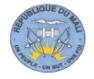 REPUBLIQUE DU MALI
UN PEUPLE - UN BUT - UNE FOI